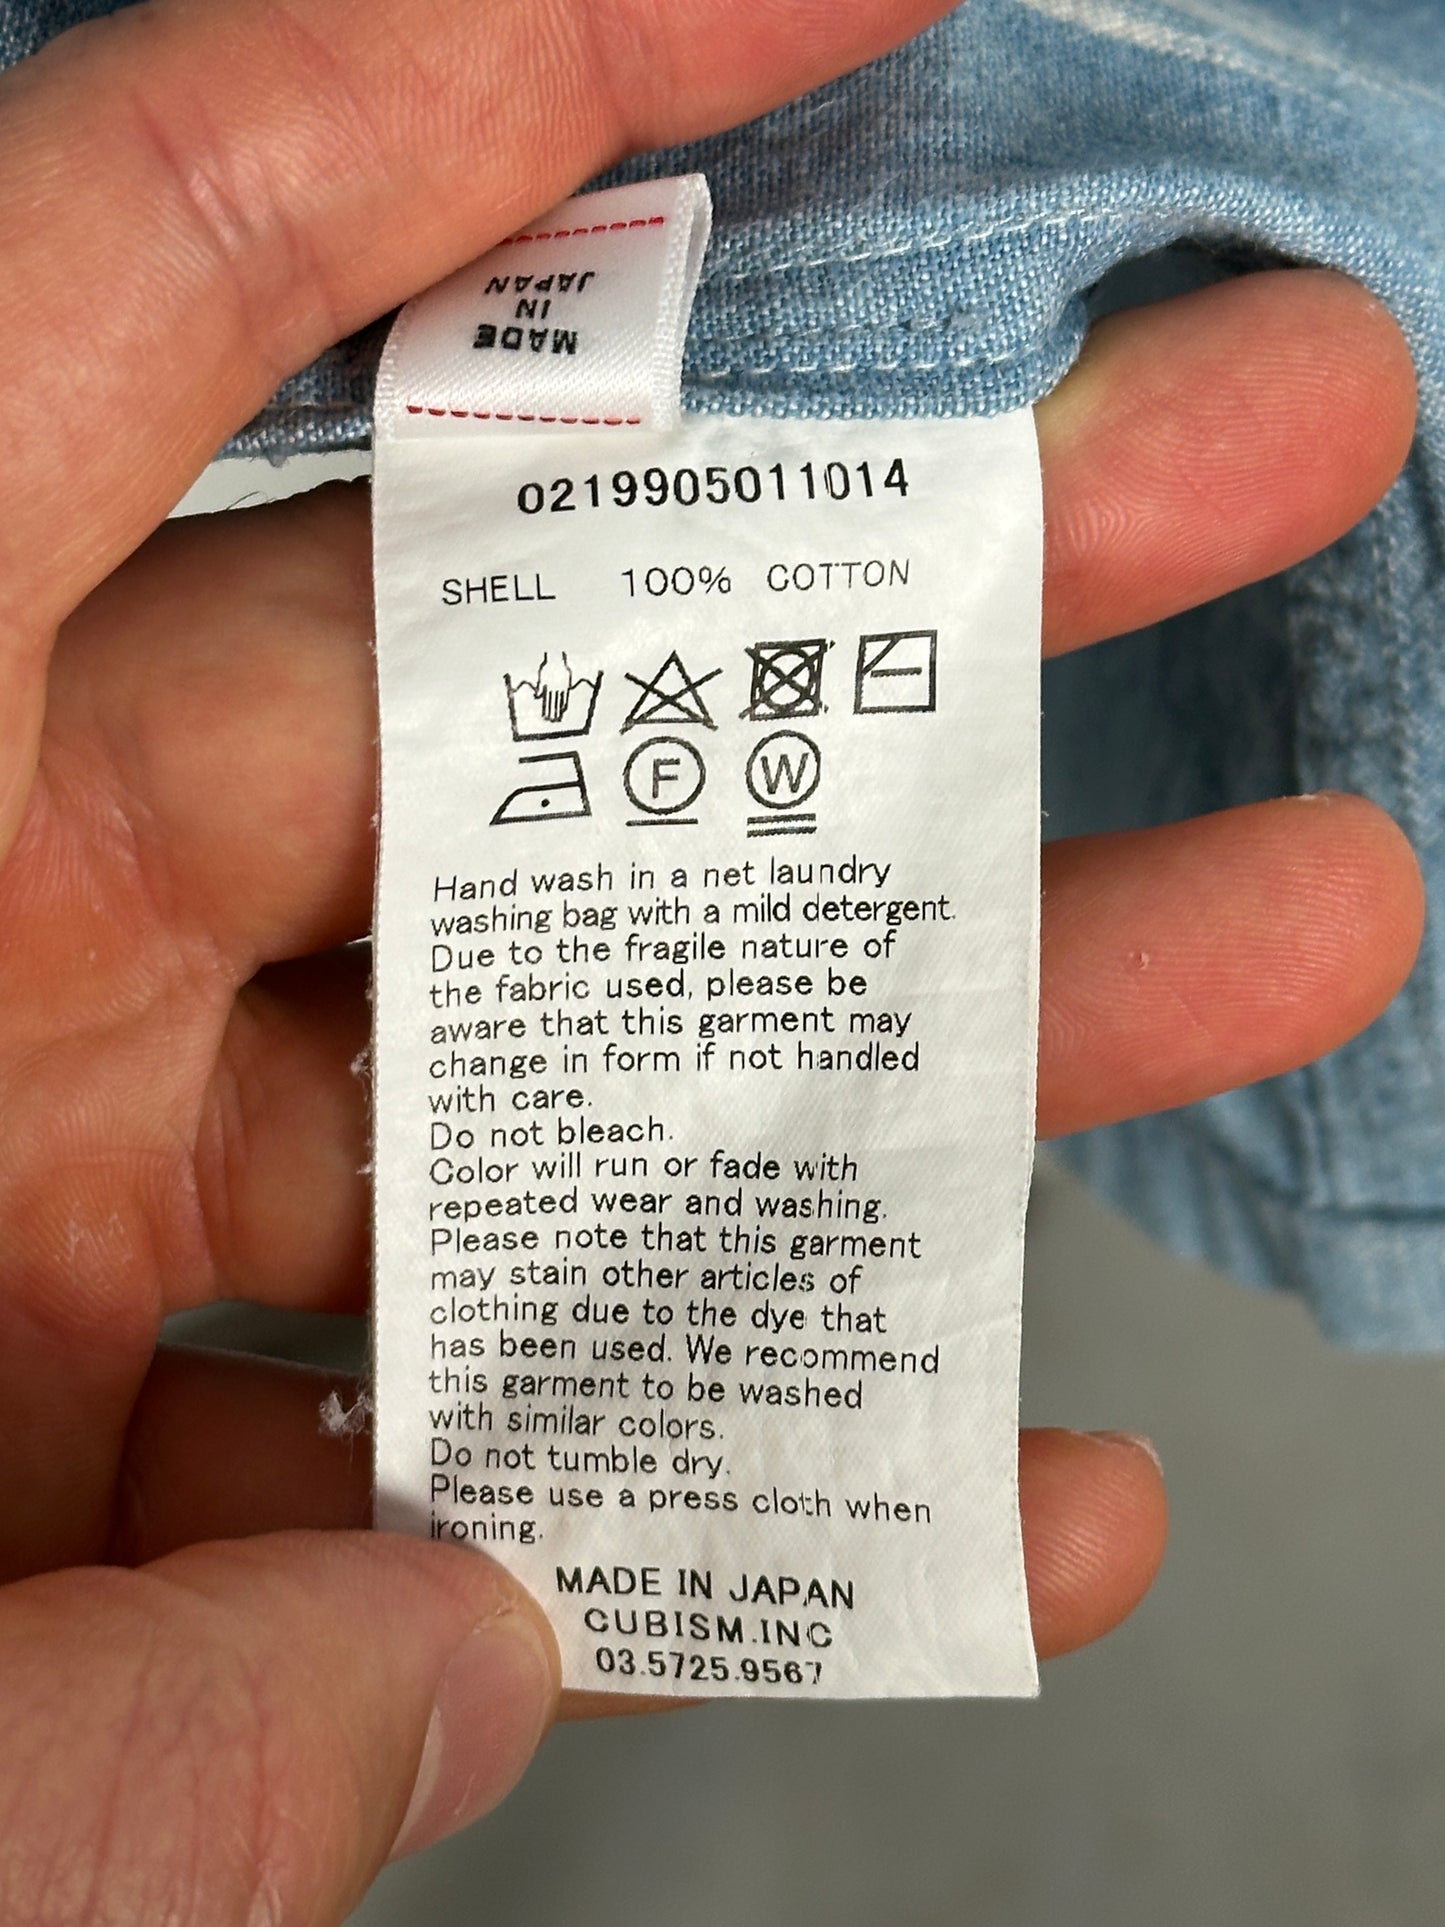 MADE
IN
JAPAN
0219905011014
SHELL 100% COTTON
F
W
Hand wash in a net laundry
washing bag with a mild detergent.
Due to the fragile nature of
the fabric used, please be
aware that this garment may
change in form if not handled
with care.
Do not bleach.
Color will run or fade with
repeated wear and washing.
Please note that this garment
may stain other articles of
clothing due to the dye that
has been used. We recommend
this garment to be washed
with similar colors.
Do not tumble dry.
Please use a press cloth when
ironing.
MADE IN JAPAN
CUBISM.INC
03.5725.9567